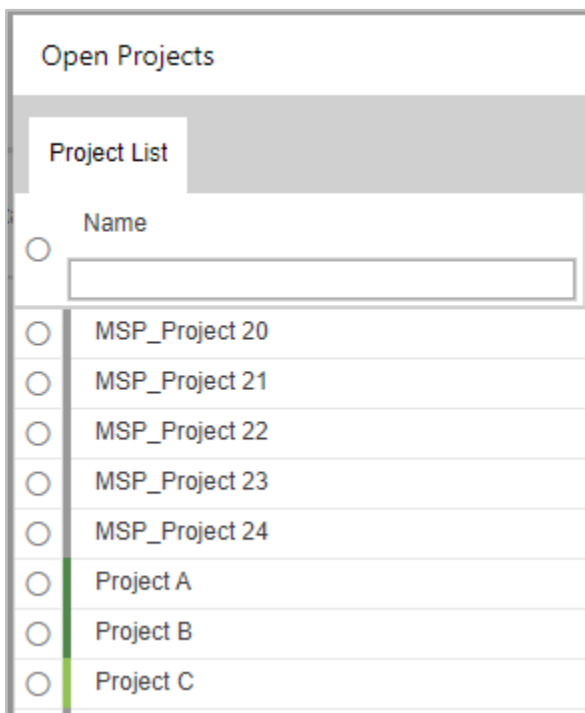 Open Projects
Project List
Name
MSP_Project 20
MSP_Project 21
MSP_Project 22
MSP_Project 23
MSP_Project 24
Project A
Project B
Project C